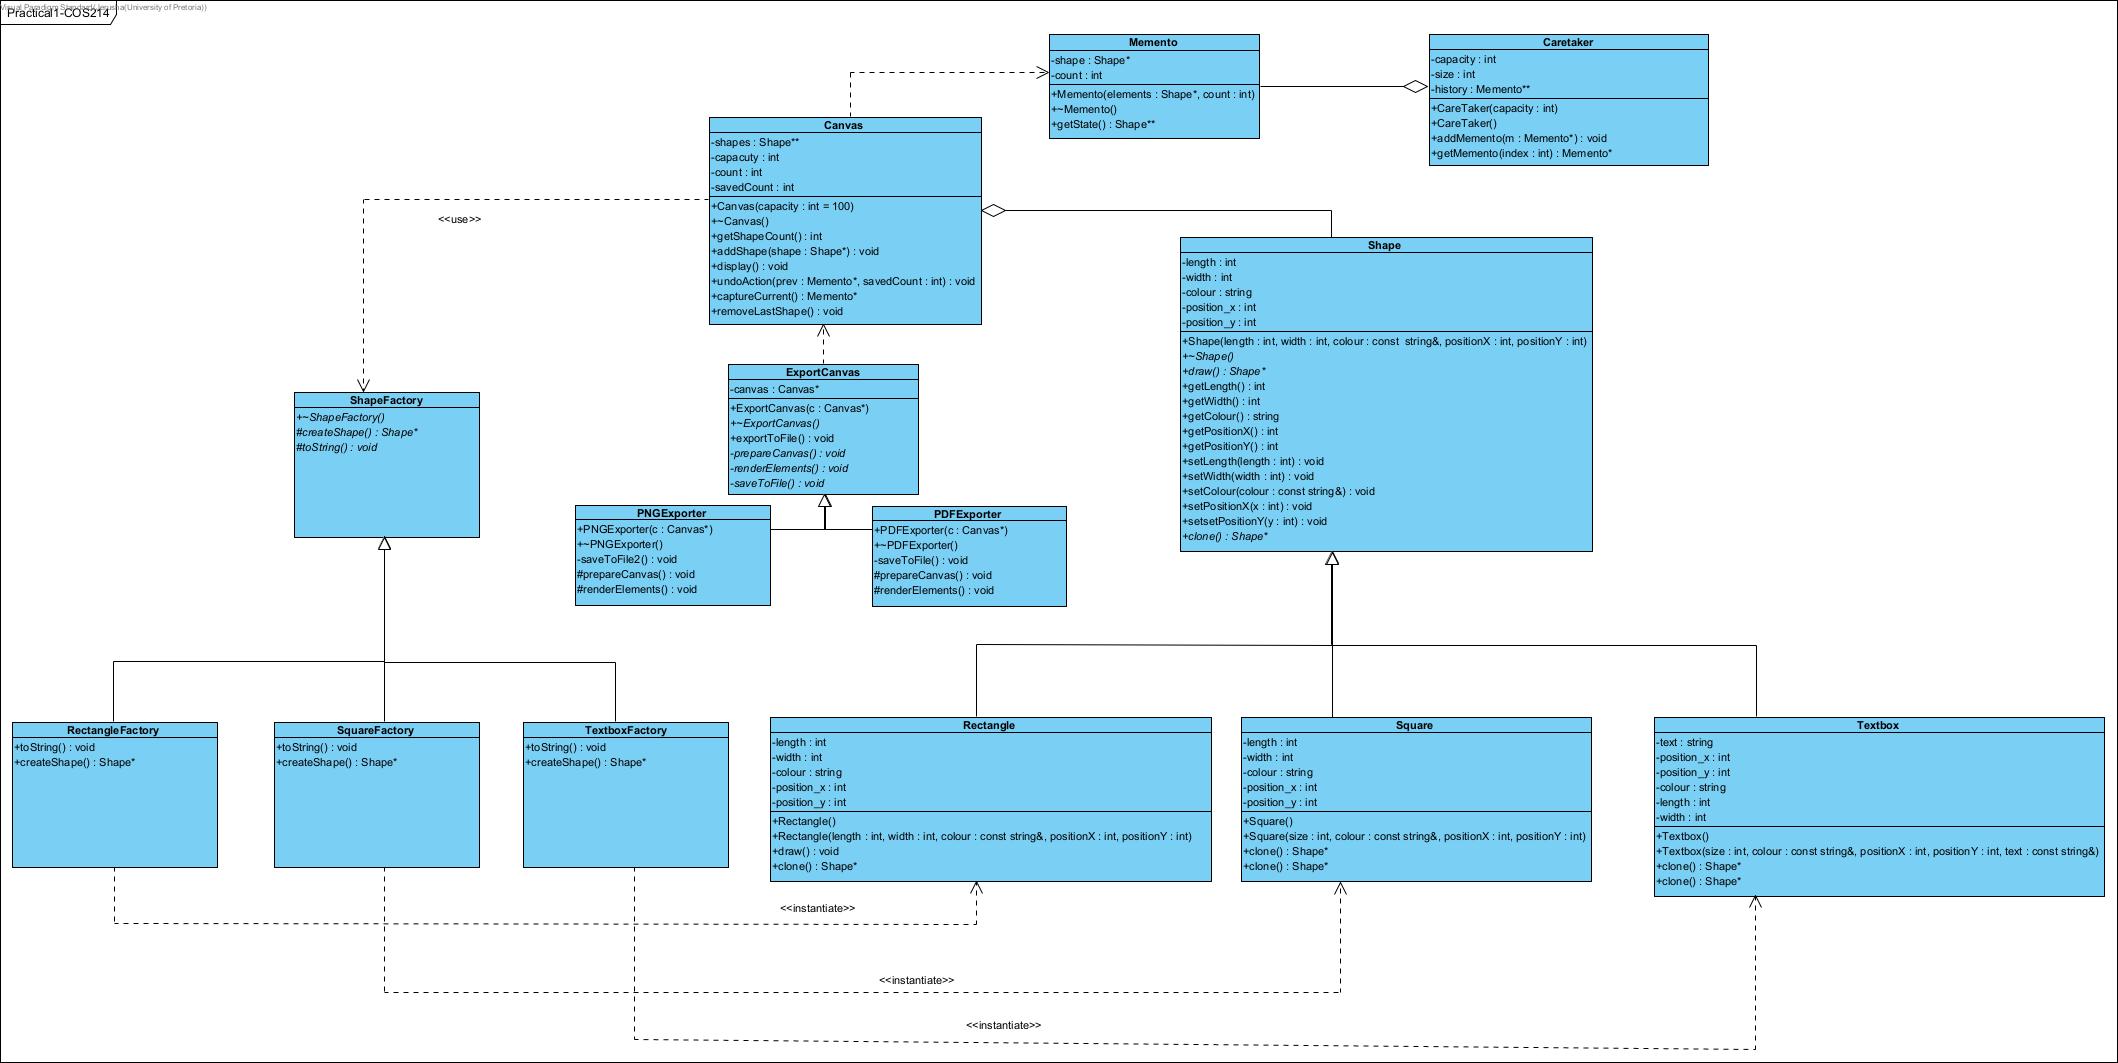 Visual Paradigm Standard(Jerusha(University of Pretoria))
Practical1-COS214
Memento
-shape : Shape*
-count : int
+Memento(elements : Shape*, count : int)
+~Memento()
+getState() : Shape**
Caretaker
-capacity : int
-size : int
-history : Memento**
+CareTaker(capacity : int)
+CareTaker()
+addMemento(m : Memento*) : void
+getMemento(index : int) : Memento*
Canvas
-shapes : Shape**
-capacuty : int
-count : int
-savedCount : int
+Canvas(capacity : int = 100)
+~Canvas()
+getShapeCount() : int
+addShape(shape : Shape*) : void
+display() : void
+undoAction(prev : Memento*, savedCount : int) : void
+captureCurrent() : Memento*
+removeLastShape() : void
<<use>>
Shape
-length : int
-width : int
-colour : string
-position_x : int
-position_y : int
+Shape(length : int, width : int, colour : const string&, positionX : int, positionY : int)
+~Shape()
+draw() : Shape*
+getLength() : int
+getWidth() : int
+getColour() : string
+getPositionX() : int
+getPositionY() : int
+setLength(length : int) : void
+setWidth(width : int) : void
+setColour(colour : const string&) : void
+setPositionX(x : int) : void
+setsetPositionY(y : int) : void
+clone() : Shape*
ExportCanvas
-canvas : Canvas*
+ExportCanvas(c : Canvas*)
+~ExportCanvas()
+exportToFile() : void
-prepareCanvas() : void
-renderElements() : void
-saveToFile() : void
ShapeFactory
+~ShapeFactory()
#createShape() : Shape*
#toString() : void
PNGExporter
+PNGExporter(c : Canvas*)
+~PNGExporter()
-saveToFile2() : void
#prepareCanvas() : void
#renderElements() : void
PDFExporter
+PDFExporter(c : Canvas*)
+~PDFExporter()
-saveToFile() : void
#prepareCanvas() : void
#renderElements() : void
RectangleFactory
+toString() : void
+createShape() : Shape*
SquareFactory
+toString() : void
+createShape() : Shape*
TextboxFactory
+toString() : void
+createShape() : Shape*
Rectangle
-length : int
-width : int
-colour : string
-position_x : int
-position_y : int
+Rectangle()
+Rectangle(length : int, width : int, colour : const string&, positionX : int, positionY : int)
+draw() : void
+clone() : Shape*
Square
-length : int
-width : int
-colour : string
-position_x : int
-position_y : int
+Square()
+Square(size : int, colour : const string&, positionX : int, positionY : int)
+clone() : Shape*
+clone() : Shape*
Textbox
-text : string
-position_x : int
-position_y : int
-colour : string
-length : int
-width : int
+Textbox()
+Textbox(size : int, colour : const string&, positionX : int, positionY : int, text : const string&)
+clone() : Shape*
+clone() : Shape*
<<instantiate>>
<<instantiate>>
<<instantiate>>